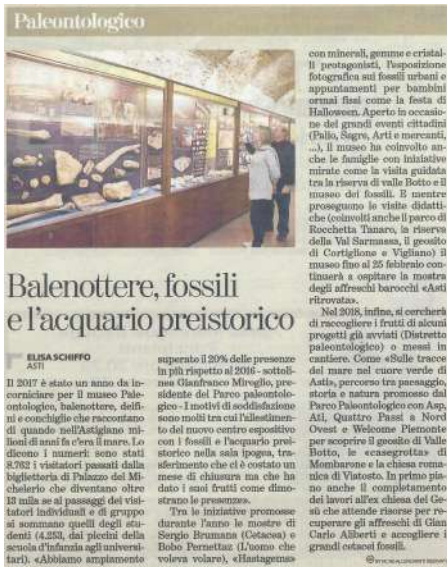 Paleontologico
Balenottere, fossili
e l'acquario preistorico
ELISA SCHIFFO
ASTI
Il 2017 è stato un anno da in-
corniciare per il museo Pale-
ontologico, balenottere, delfi-
ni e conchiglie che raccontano
di quando nell'Astigiano mi-
lioni di anni fa c'era il mare. Lo
dicono i numeri: sono stati
8.762 i visitatori passati dalla
biglietteria di Palazzo del Mi-
chelerio che diventano oltre
13 mila se ai passaggi dei visi-
tatori individuali e di gruppo
si sommano quelli degli stu-
denti (4.253, dai piccini della
scuola d'infanzia agli universi-
tari). «Abbiamo ampiamente
superato il 20% delle presenze
in più rispetto al 2016 - sottoli-
nea Gianfranco Miroglio, pre-
sidente del Parco paleontolo-
gico - I motivi di soddisfazione
sono molti tra cui l'allestimen-
to del nuovo centro espositivo
con i fossili e l'acquario prei-
storico nella sala ipogea, tra-
sferimento che ci è costato un
mese di chiusura ma che ha
dato i suoi frutti come dimo-
strano le presenze».
Tra le iniziative promosse
durante l'anno le mostre di
Sergio Brumana (Cetacea) e
Bobo Pernettaz (L'uomo che
voleva volare), «Hastagems»
con minerali, gemme e cristal-
li protagonisti, l'esposizione
fotografica sui fossili urbani e
appuntamenti per bambini
ormai fissi come la festa di
Halloween. Aperto in occasio-
ne dei grandi eventi cittadini
(Palio, Sagre, Arti e mercanti,
...), il museo ha coinvolto an-
che le famiglie con iniziative
mirate come la visita guidata
tra la riserva di valle Botto e il
museo dei fossili. E mentre
proseguono le visite didatti-
che (coinvolti anche il parco di
Rocchetta Tanaro, la riserva
della Val Sarmassa, il geosito
di Cortiglione e Vigliano) il
museo fino al 25 febbraio con-
tinuerà a ospitare la mostra
degli affreschi barocchi «Asti
ritrovata».
Nel 2018, infine, si cercherà
di raccogliere i frutti di alcuni
progetti già avviati (Distretto
paleontologico) o messi in
cantiere. Come «Sulle tracce
del mare nel cuore verde di
Asti», percorso tra paesaggio,
storia e natura promosso dal
Parco Paleontologico con Asp,
Ati, Quattro Passi a Nord
Ovest e Welcome Piemonte
per scoprire il geosito di Valle
Botto, le «casegrotta» di
Mombarone e la chiesa roma-
nica di Viatosto. In primo pia-
no anche il completamento
dei lavori all'ex chiesa del Ge-
sù che attende risorse per re-
cuperare gli affreschi di Gian
Carlo Aliberti e accogliere i
grandi cetacei fossili.